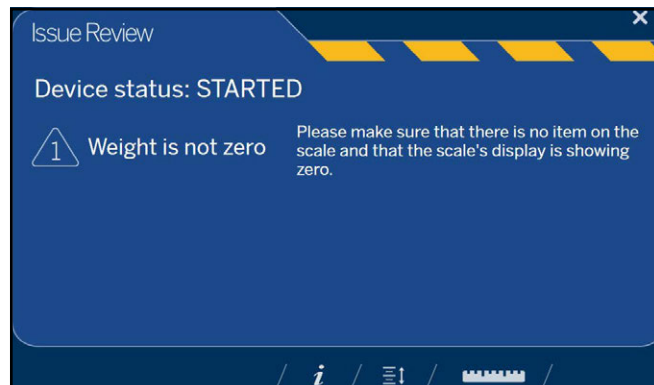 Issue Review
Device status: STARTED
1 Weight is not zero
Please make sure that there is no item on the
scale and that the scale's display is showing
zero.